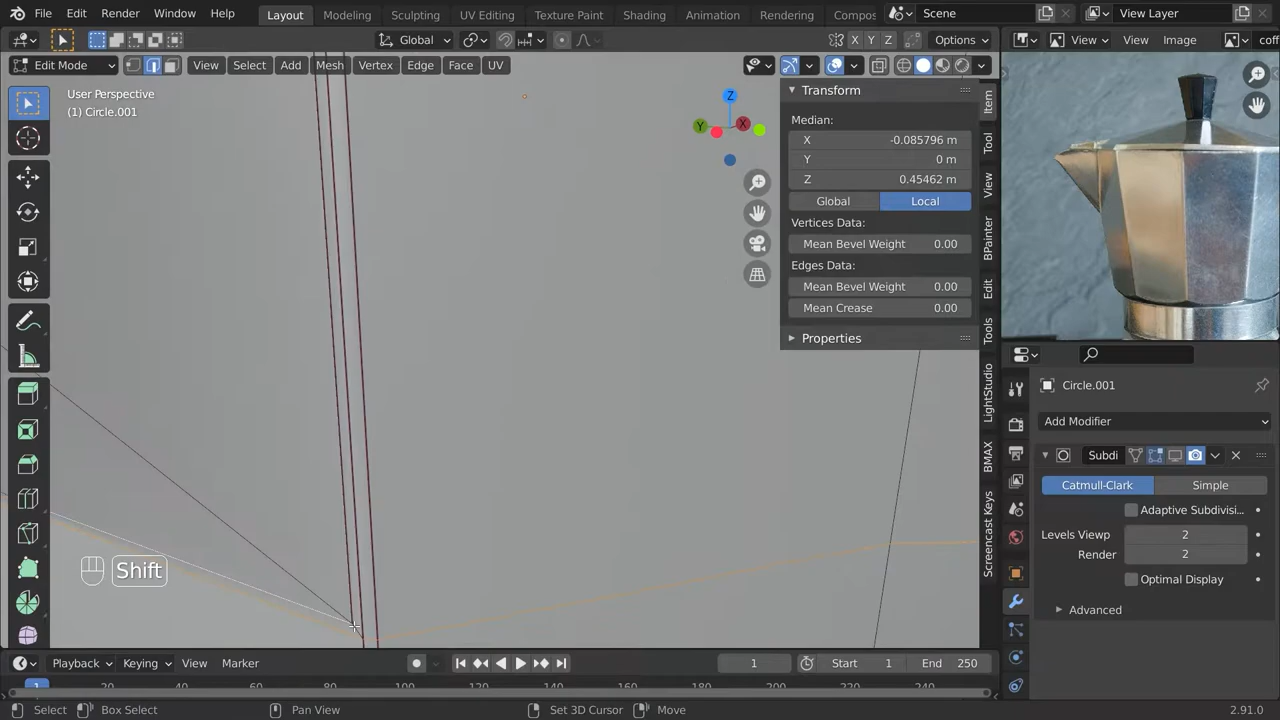 File Edit Render Window Help Layout Modeling Sculpting UV Editing Texture Paint Shading Animation Rendering Compos Scene View Layer
Global Options
Edit Mode View Select Add Mesh Vertex Edge Face UV
View View Image coff
User Perspective
(1) Circle.001
Z
Y X
Transform
Median:
X -0.085796 m
Y 0 m
Z 0.45462 m
Global Local
Vertices Data:
Mean Bevel Weight 0.00
Edges Data:
Mean Bevel Weight 0.00
Mean Crease 0.00
Properties
Item
Tool
View
BPainter
Edit
Tools
LightStudio
BMAX
Screencast Keys
Circle.001
Add Modifier
Subdi
Catmull-Clark Simple
Adaptive Subdivisi...
Levels Viewp 2
Render 2
Optimal Display
Advanced
Shift
Playback Keying View Marker 1 Start 1 End 250
1 20 40 60 80 100 120 140 160 180 200 220 240
Select Box Select Pan View Set 3D Cursor Move 2.91.0